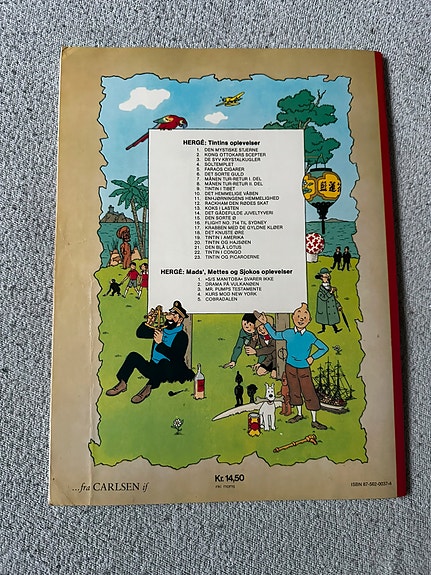 HERGÉ: Tintins oplevelser
1. DEN MYSTISKE STJERNE
2. KONG OTTOKARS SCEPTER
3. DE SYV KRYSTALKUGLER
4. SOLTEMPLET
5. FARAOS CIGARER
6. DET SORTE GULD
7. MÅNEN TUR-RETUR I. DEL
8. MÅNEN TUR-RETUR II. DEL
9. TINTIN I TIBET
10. DET HEMMELIGE VÅBEN
11. ENHJØRNINGENS HEMMELIGHED
12. RACKHAM DEN RØDES SKAT
13. KOKS I LASTEN
14. DET GÅDEFULDE JUVELTYVERI
15. DEN SORTE Ø
16. FLIGHT NO. 714 TIL SYDNEY
17. KRABBEN MED DE GYLDNE KLØER
18. DET KNUSTE ØRE
19. TINTIN I AMERIKA
20. TINTIN OG HAJSØEN
21. DEN BLÅ LOTUS
22. TINTIN I CONGO
23. TINTIN OG PICAROERNE
HERGÉ: Mads', Mettes og Sjokos oplevelser
1. »S/S MANITOBA« SVARER IKKE
2. DRAMA PÅ VULKANØEN
3. MR. PUMPS TESTAMENTE
4. KURS MOD NEW YORK
5. COBRADALEN
Kr. 14,50
inkl. moms
...fra CARLSEN if
ISBN 87-562-0037-6